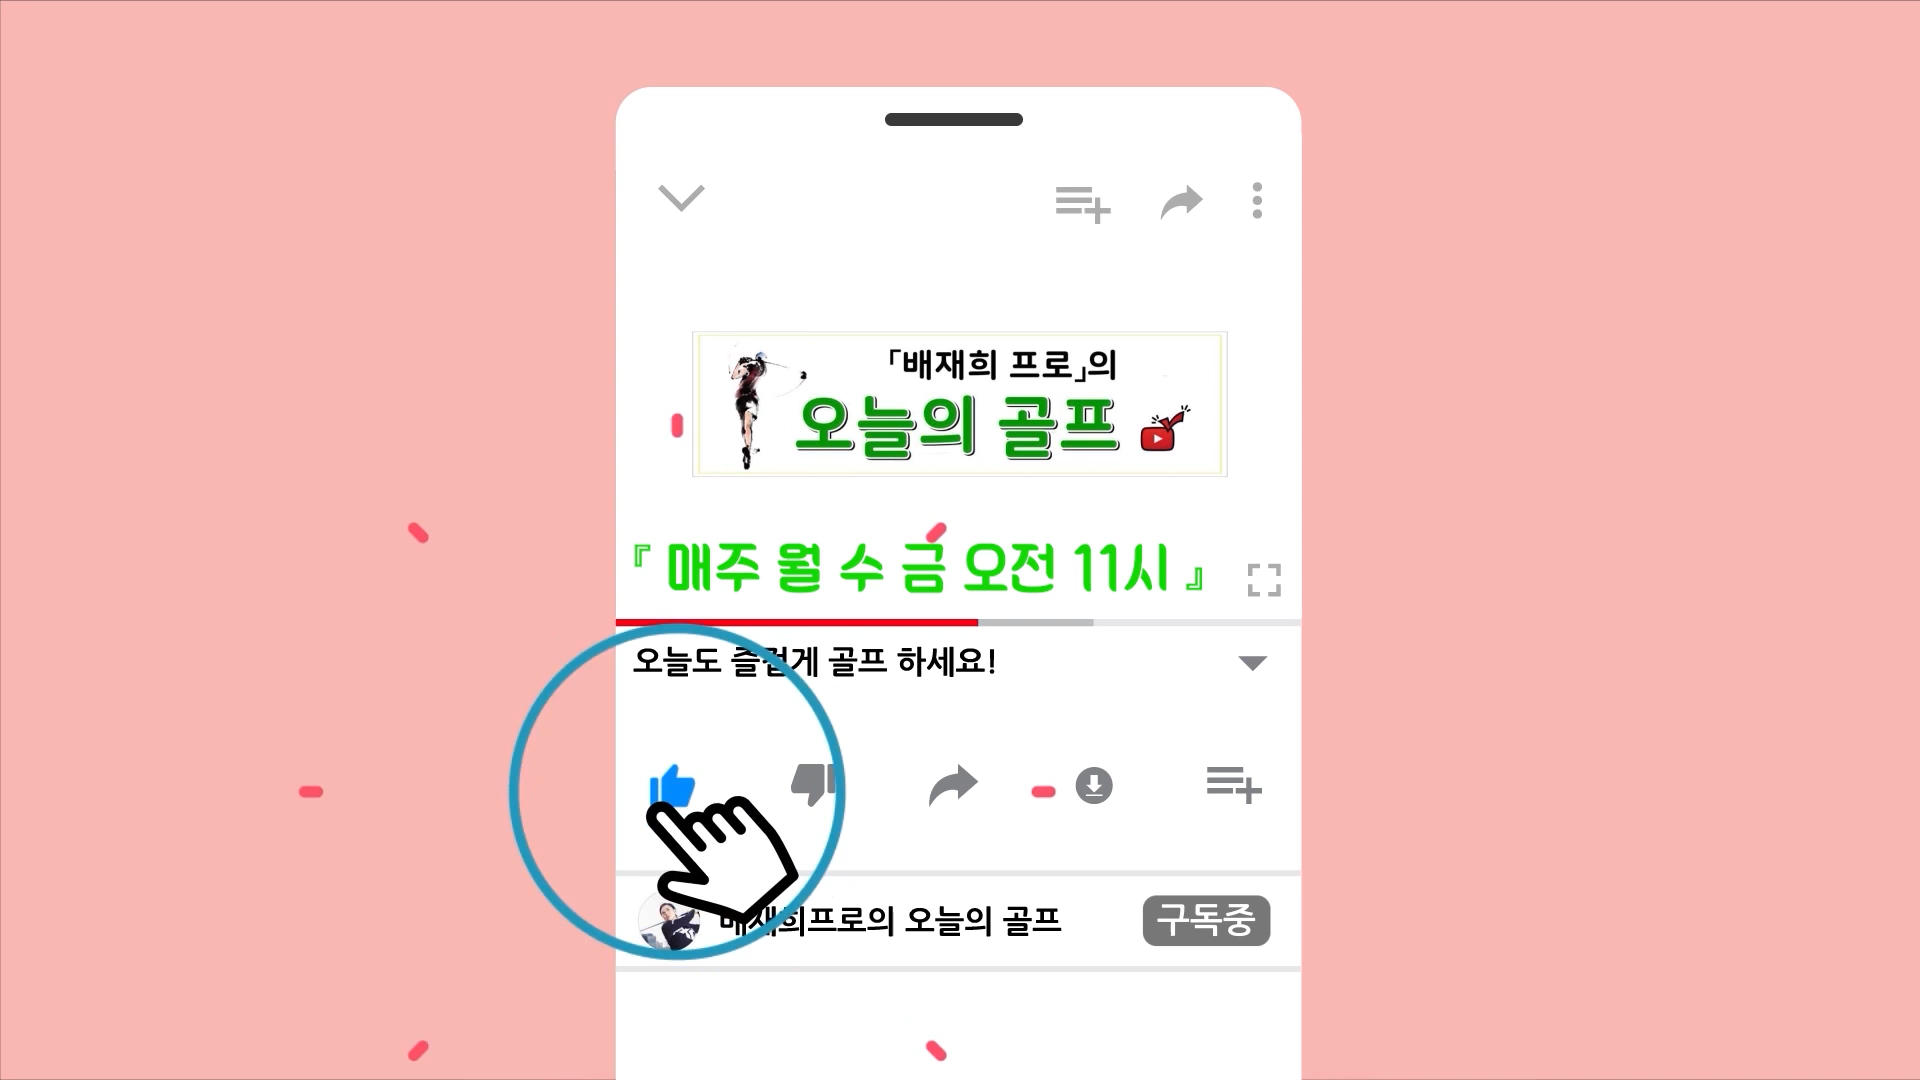 「배재희 프로」의
오늘의 골프
『 매주 월 수 금 오전 11시 』
오늘도 즐겁게 골프 하세요!
배재희프로의 오늘의 골프
구독중